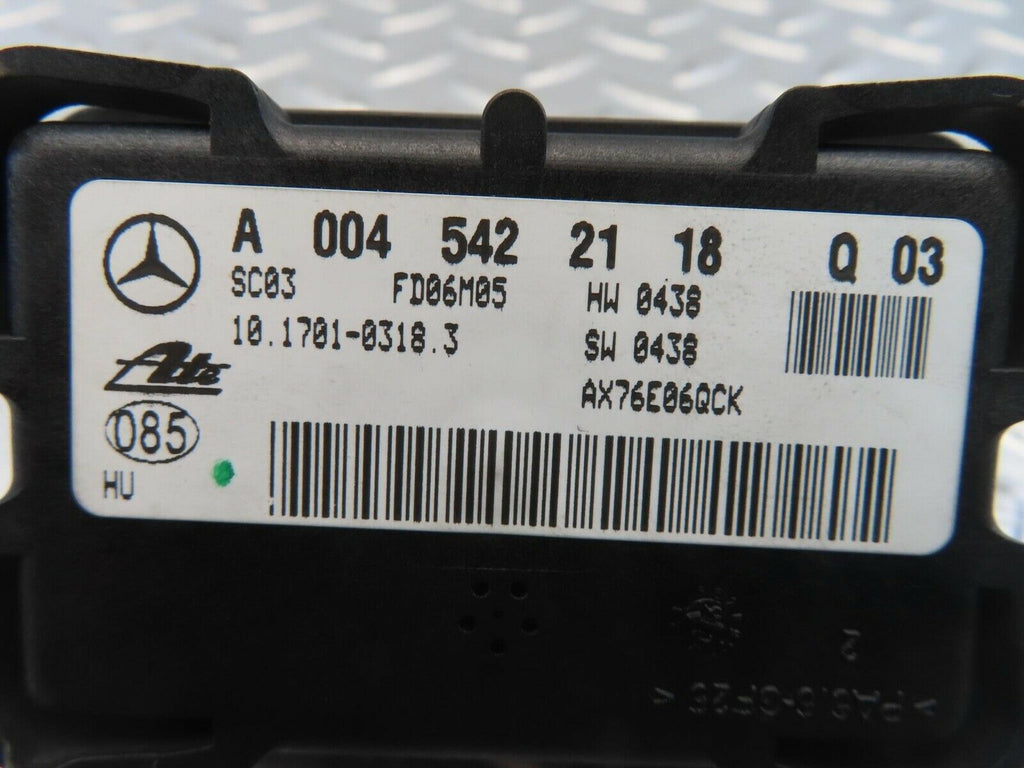 A 004 542 21 18 Q 03
SC03 FD06M05 HW 0438
10.1701-0318.3 SW 0438
Ate AX76E06QCK
085
HU
2